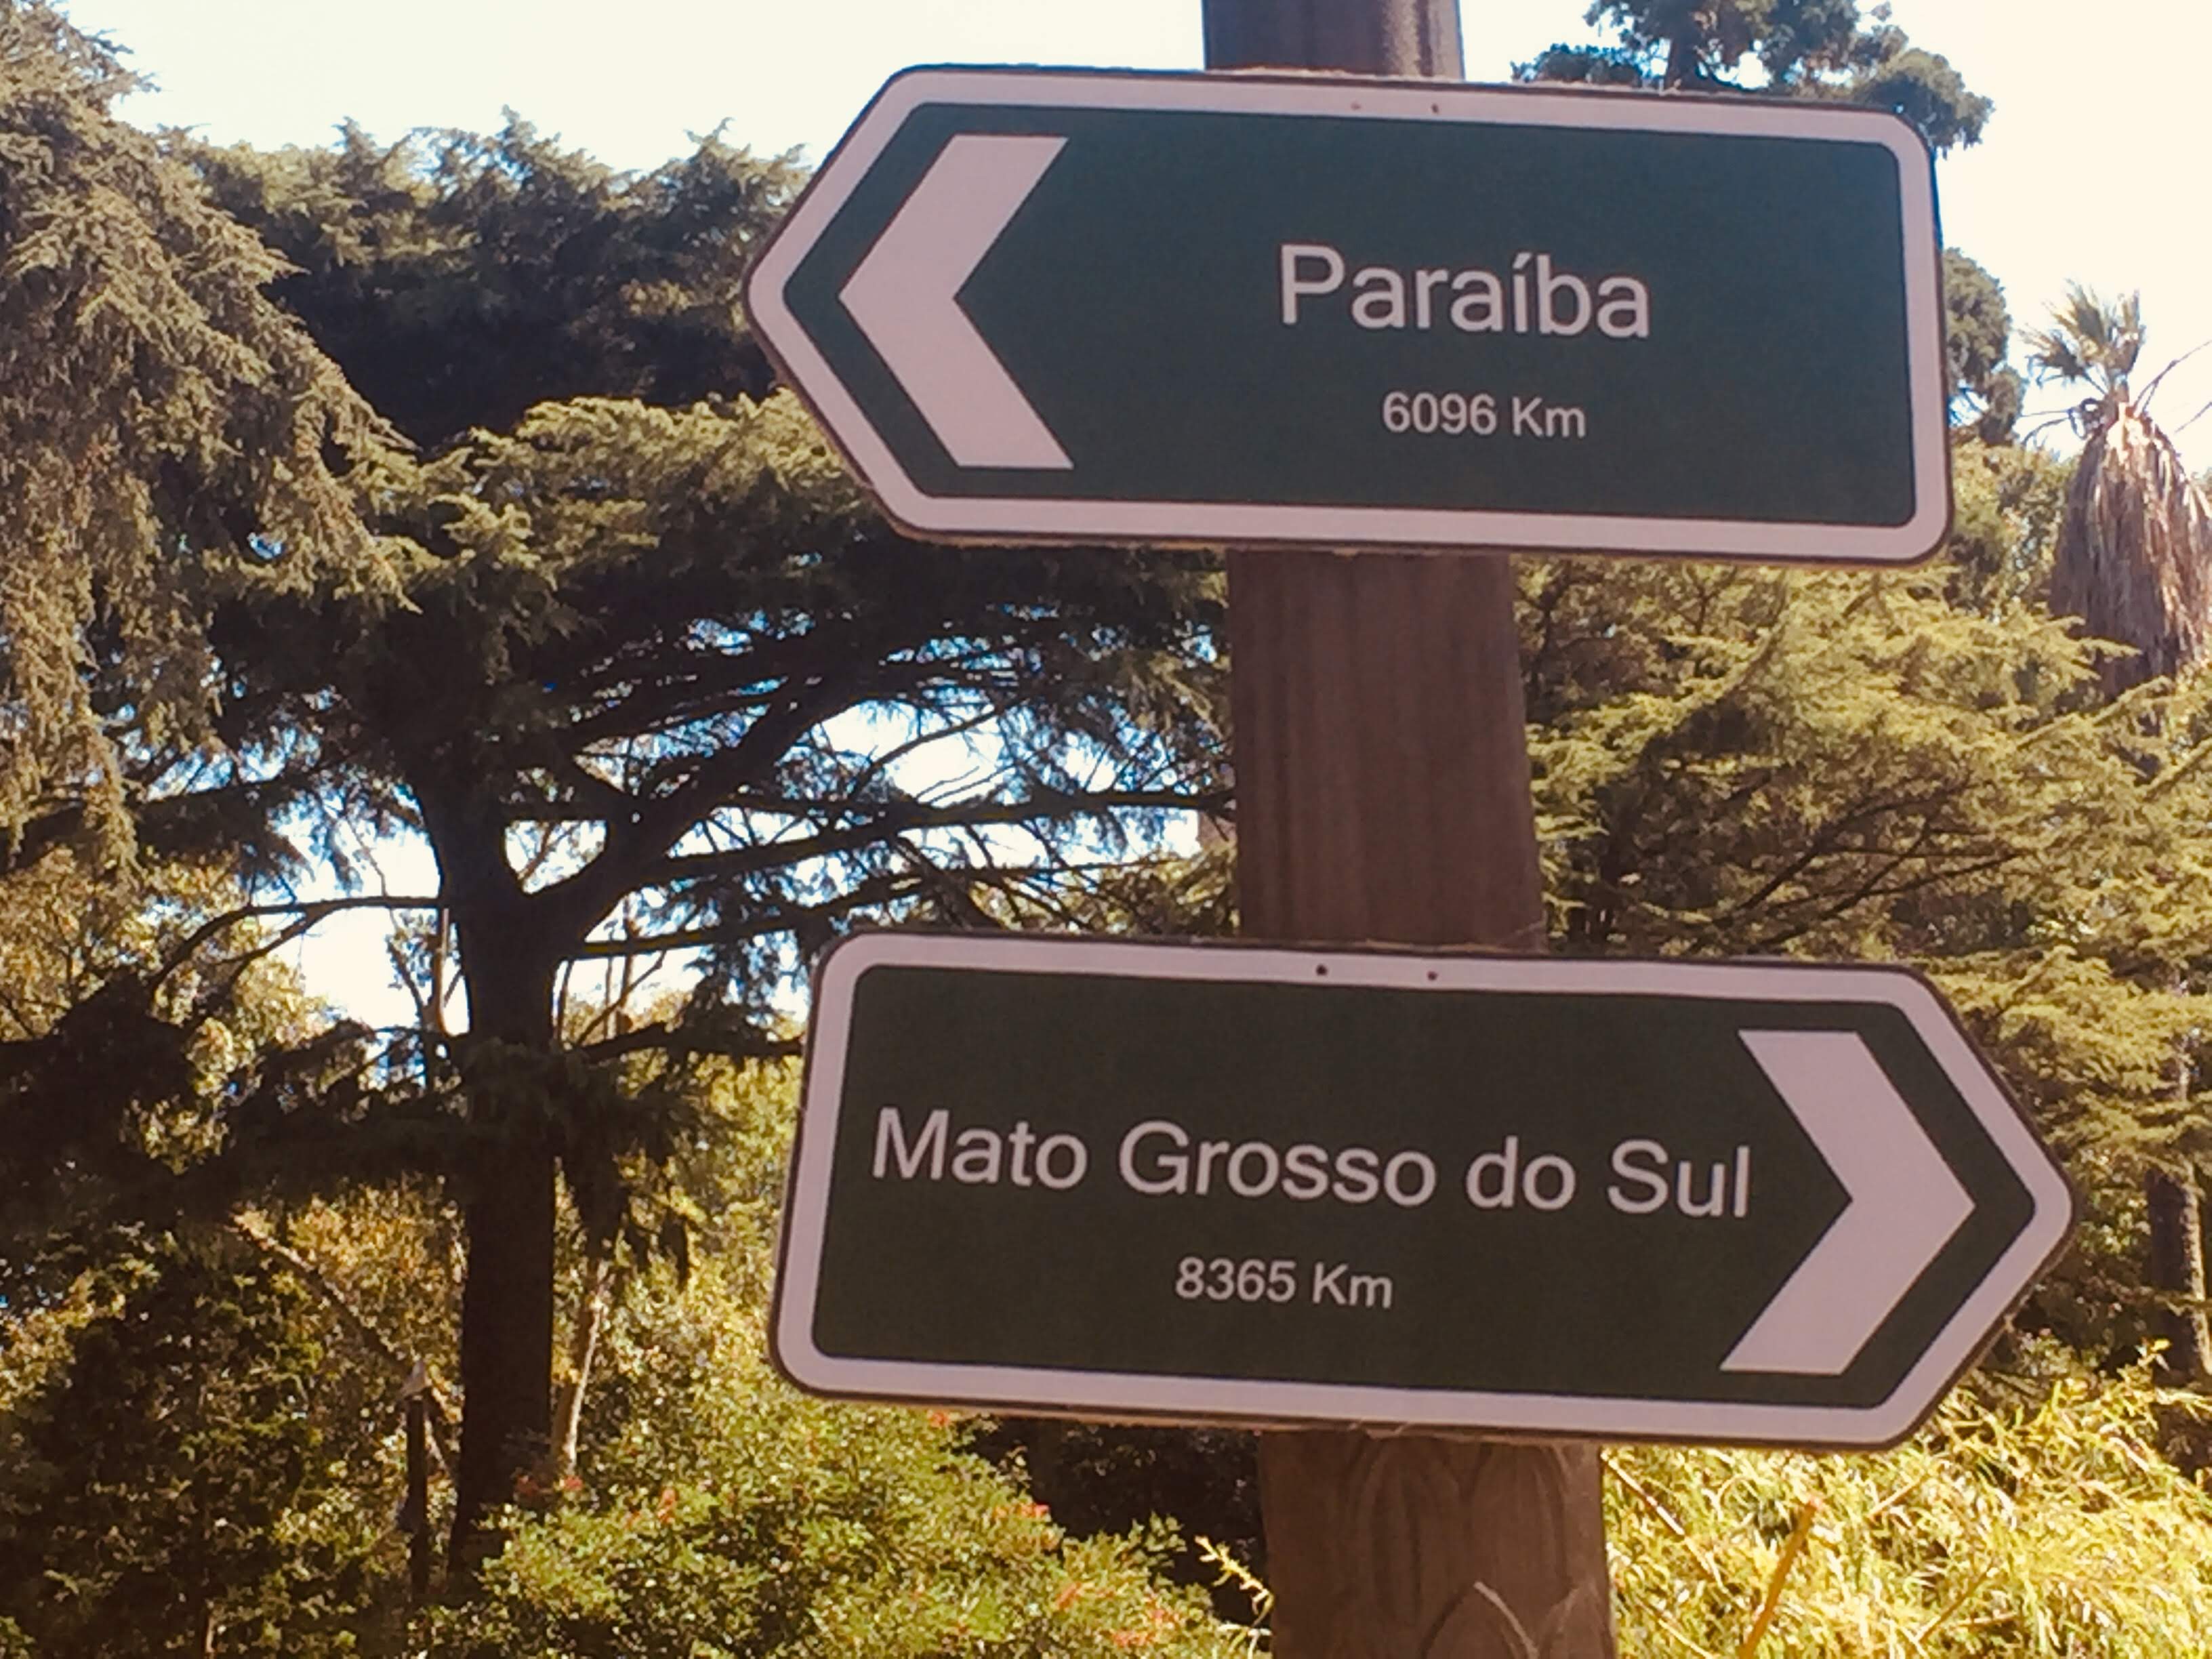 Paraíba
6096 Km
Mato Grosso do Sul
8365 Km